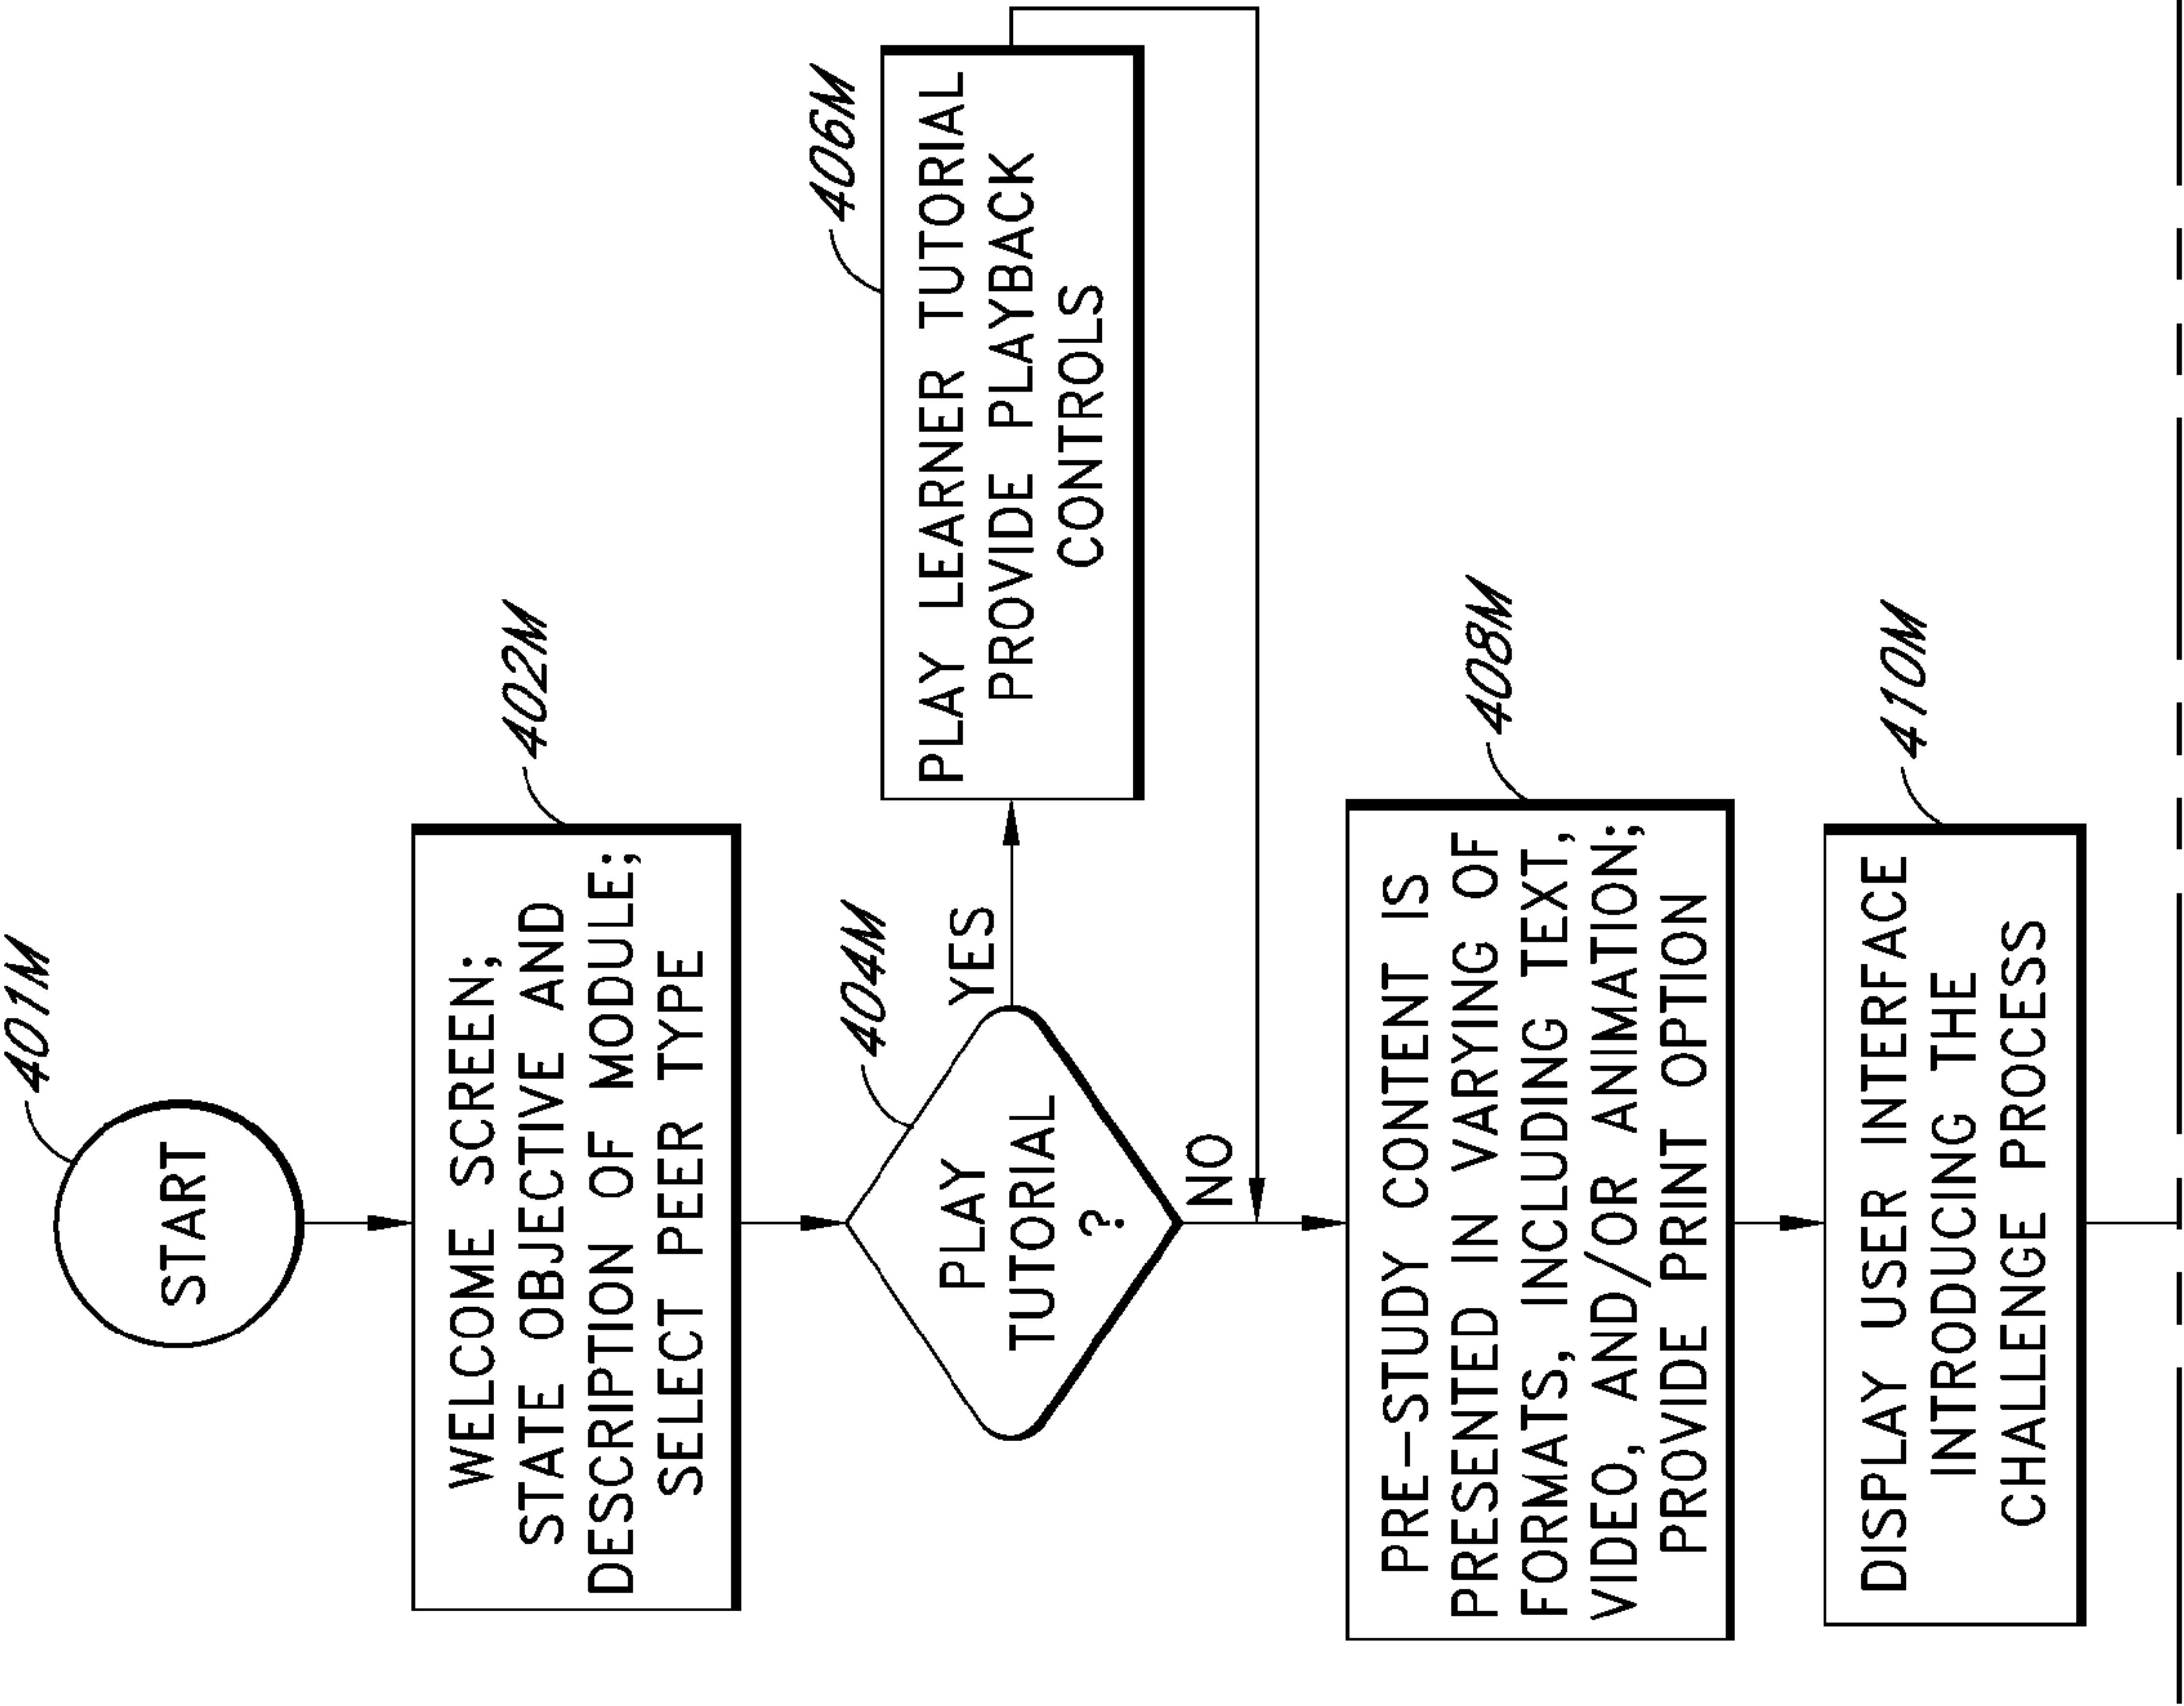 401M
START
402M
WELCOME SCREEN;
STATE OBJECTIVE AND
DESCRIPTION OF MODULE;
SELECT PEER TYPE
404M
PLAY
TUTORIAL
?
YES
NO
406M
PLAY LEARNER TUTORIAL
PROVIDE PLAYBACK
CONTROLS
408M
PRE-STUDY CONTENT IS
PRESENTED IN VARYING OF
FORMATS, INCLUDING TEXT,
VIDEO, AND/OR ANIMATION;
PROVIDE PRINT OPTION
410M
DISPLAY USER INTERFACE
INTRODUCING THE
CHALLENGE PROCESS